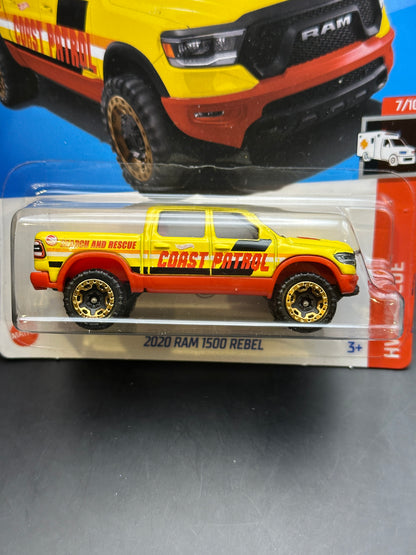 RAM
COAST PATROL
7/10
SEARCH AND RESCUE
COAST PATROL
2020 RAM 1500 REBEL
3+